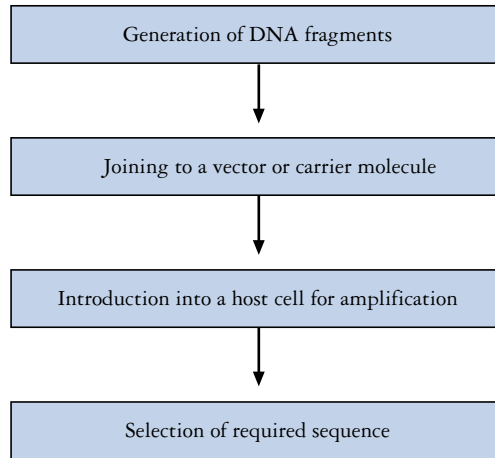 Generation of DNA fragments
Joining to a vector or carrier molecule
Introduction into a host cell for amplification
Selection of required sequence